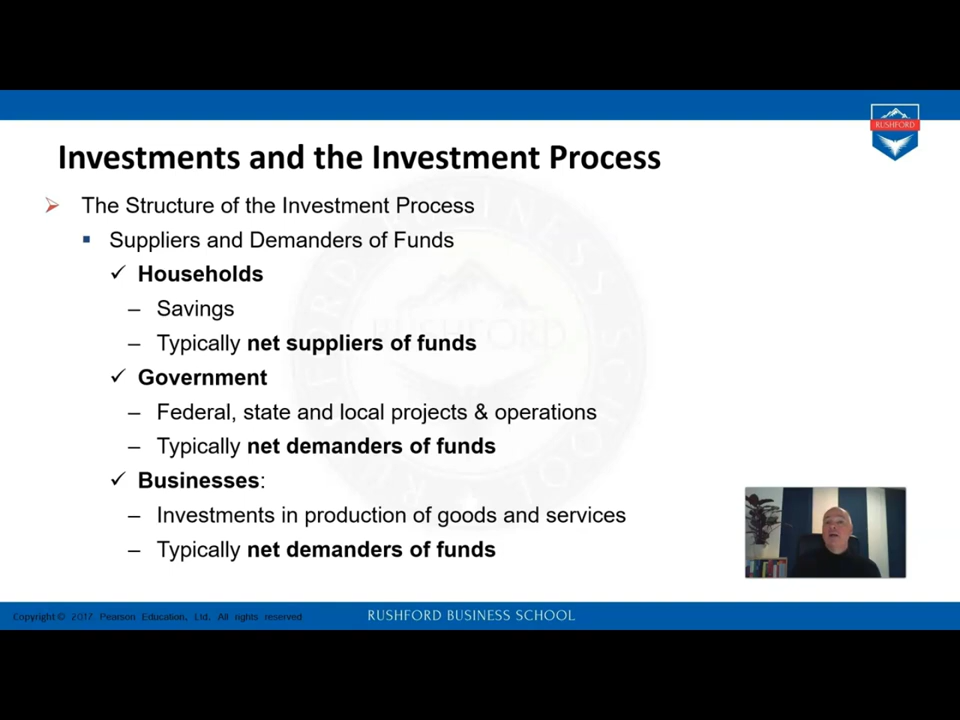 RUSHFORD
Investments and the Investment Process
The Structure of the Investment Process
Suppliers and Demanders of Funds
Households
– Savings
– Typically net suppliers of funds
Government
– Federal, state and local projects & operations
– Typically net demanders of funds
Businesses:
– Investments in production of goods and services
– Typically net demanders of funds
RUSHFORD BUSINESS SCHOOL
Copyright © 2017 Pearson Education, Ltd. All rights reserved
RUSHFORD BUSINESS SCHOOL